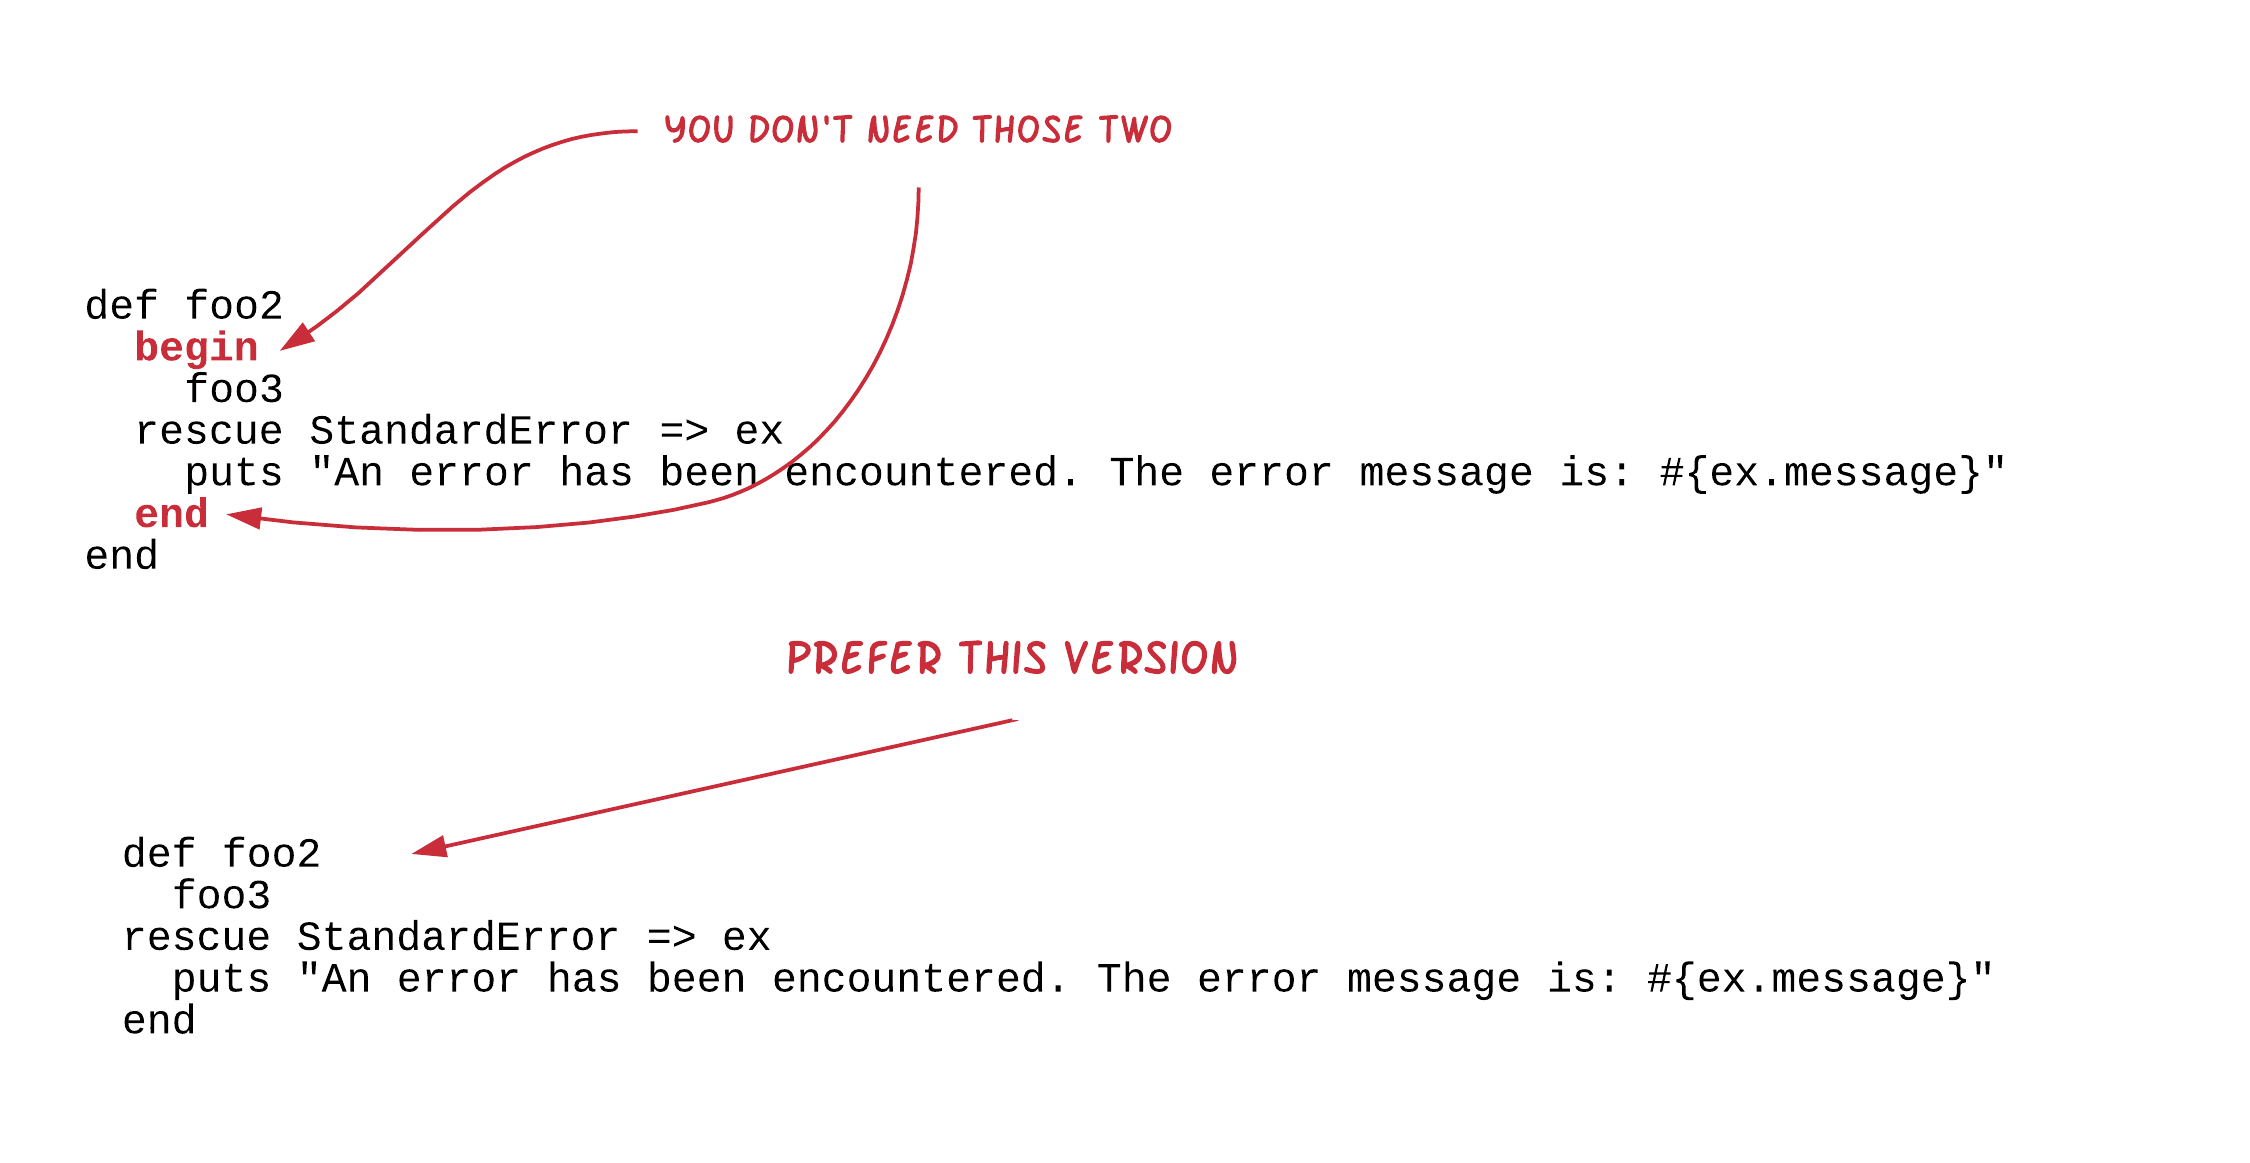 YOU DON'T NEED THOSE TWO
def foo2
  begin
    foo3
  rescue StandardError => ex
    puts "An error has been encountered. The error message is: #{ex.message}"
  end
end
PREFER THIS VERSION
def foo2
  foo3
rescue StandardError => ex
  puts "An error has been encountered. The error message is: #{ex.message}"
end